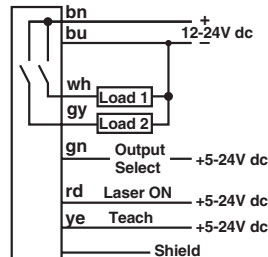 bn
+
bu
12-24V dc
–
wh
Load 1
gy
Load 2
gn
Output
Select
+5-24V dc
rd
Laser ON
+5-24V dc
ye
Teach
+5-24V dc
Shield